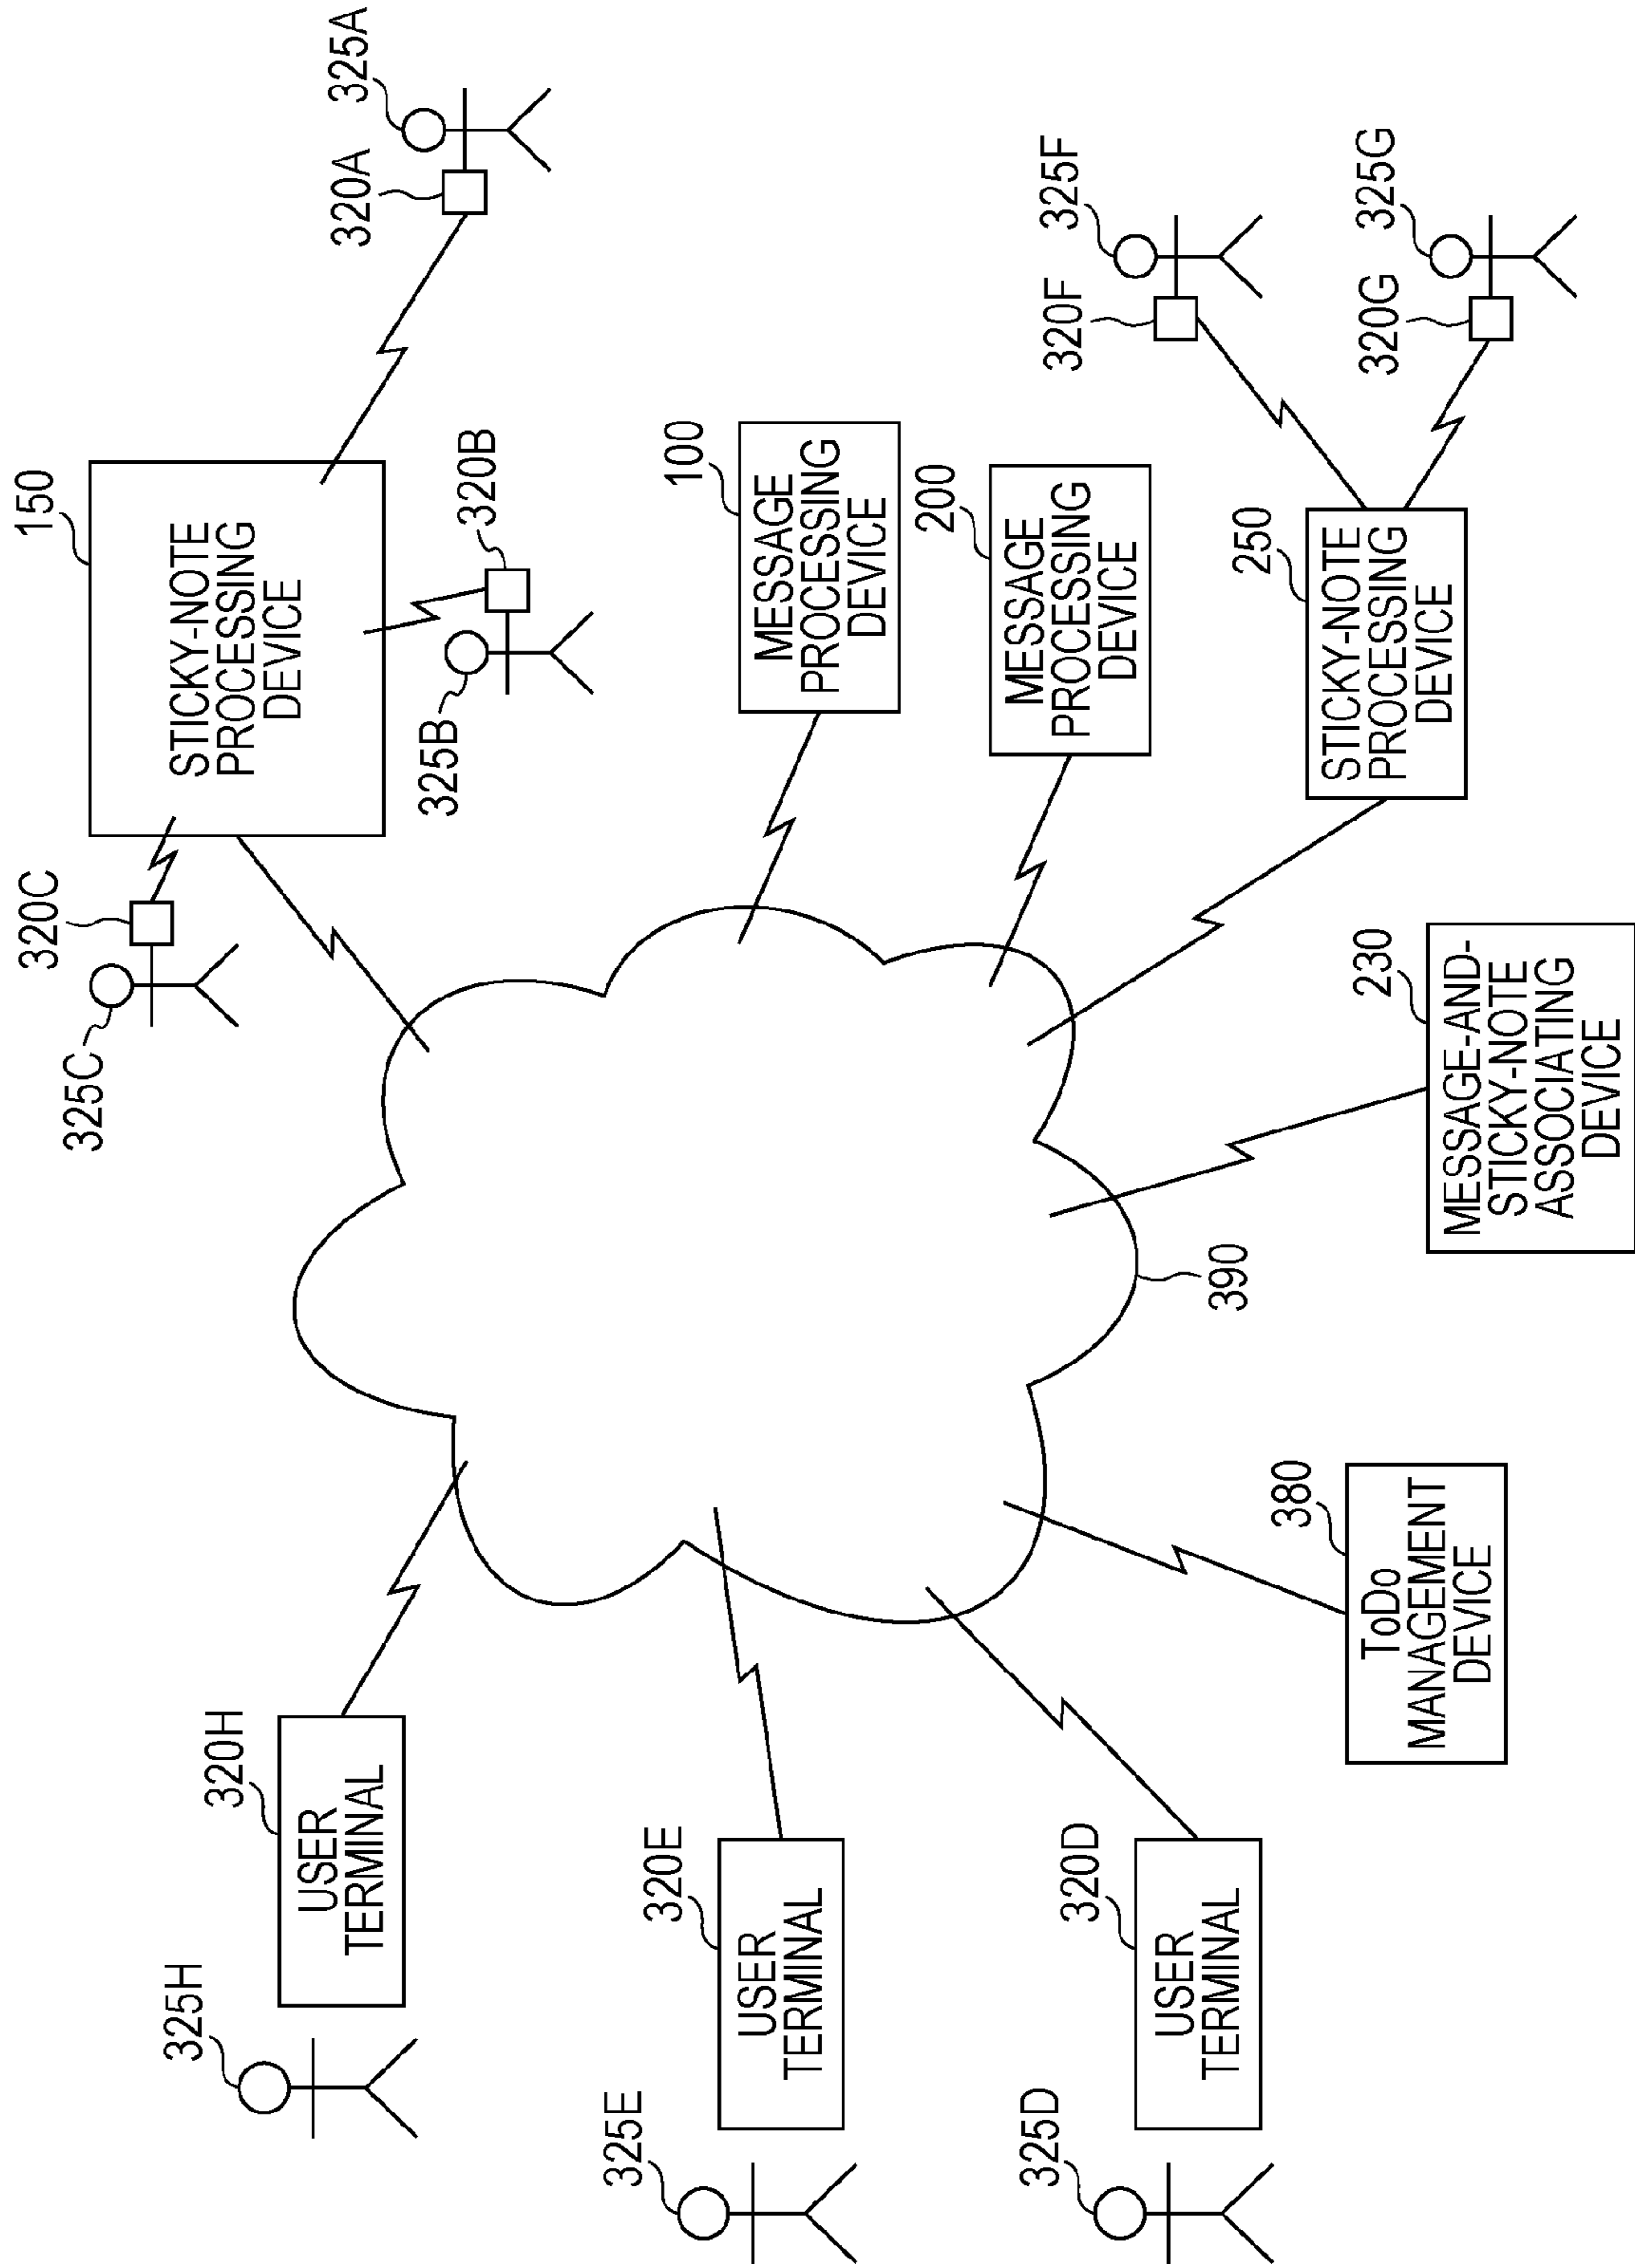 325H
320H
USER
TERMINAL
325E
320E
USER
TERMINAL
325D
320D
USER
TERMINAL
380
ToDo
MANAGEMENT
DEVICE
390
230
MESSAGE-AND-
STICKY-NOTE
ASSOCIATING
DEVICE
325C
320C
150
STICKY-NOTE
PROCESSING
DEVICE
325B
320B
320A
325A
100
MESSAGE
PROCESSING
DEVICE
200
MESSAGE
PROCESSING
DEVICE
250
STICKY-NOTE
PROCESSING
DEVICE
320F
325F
320G
325G